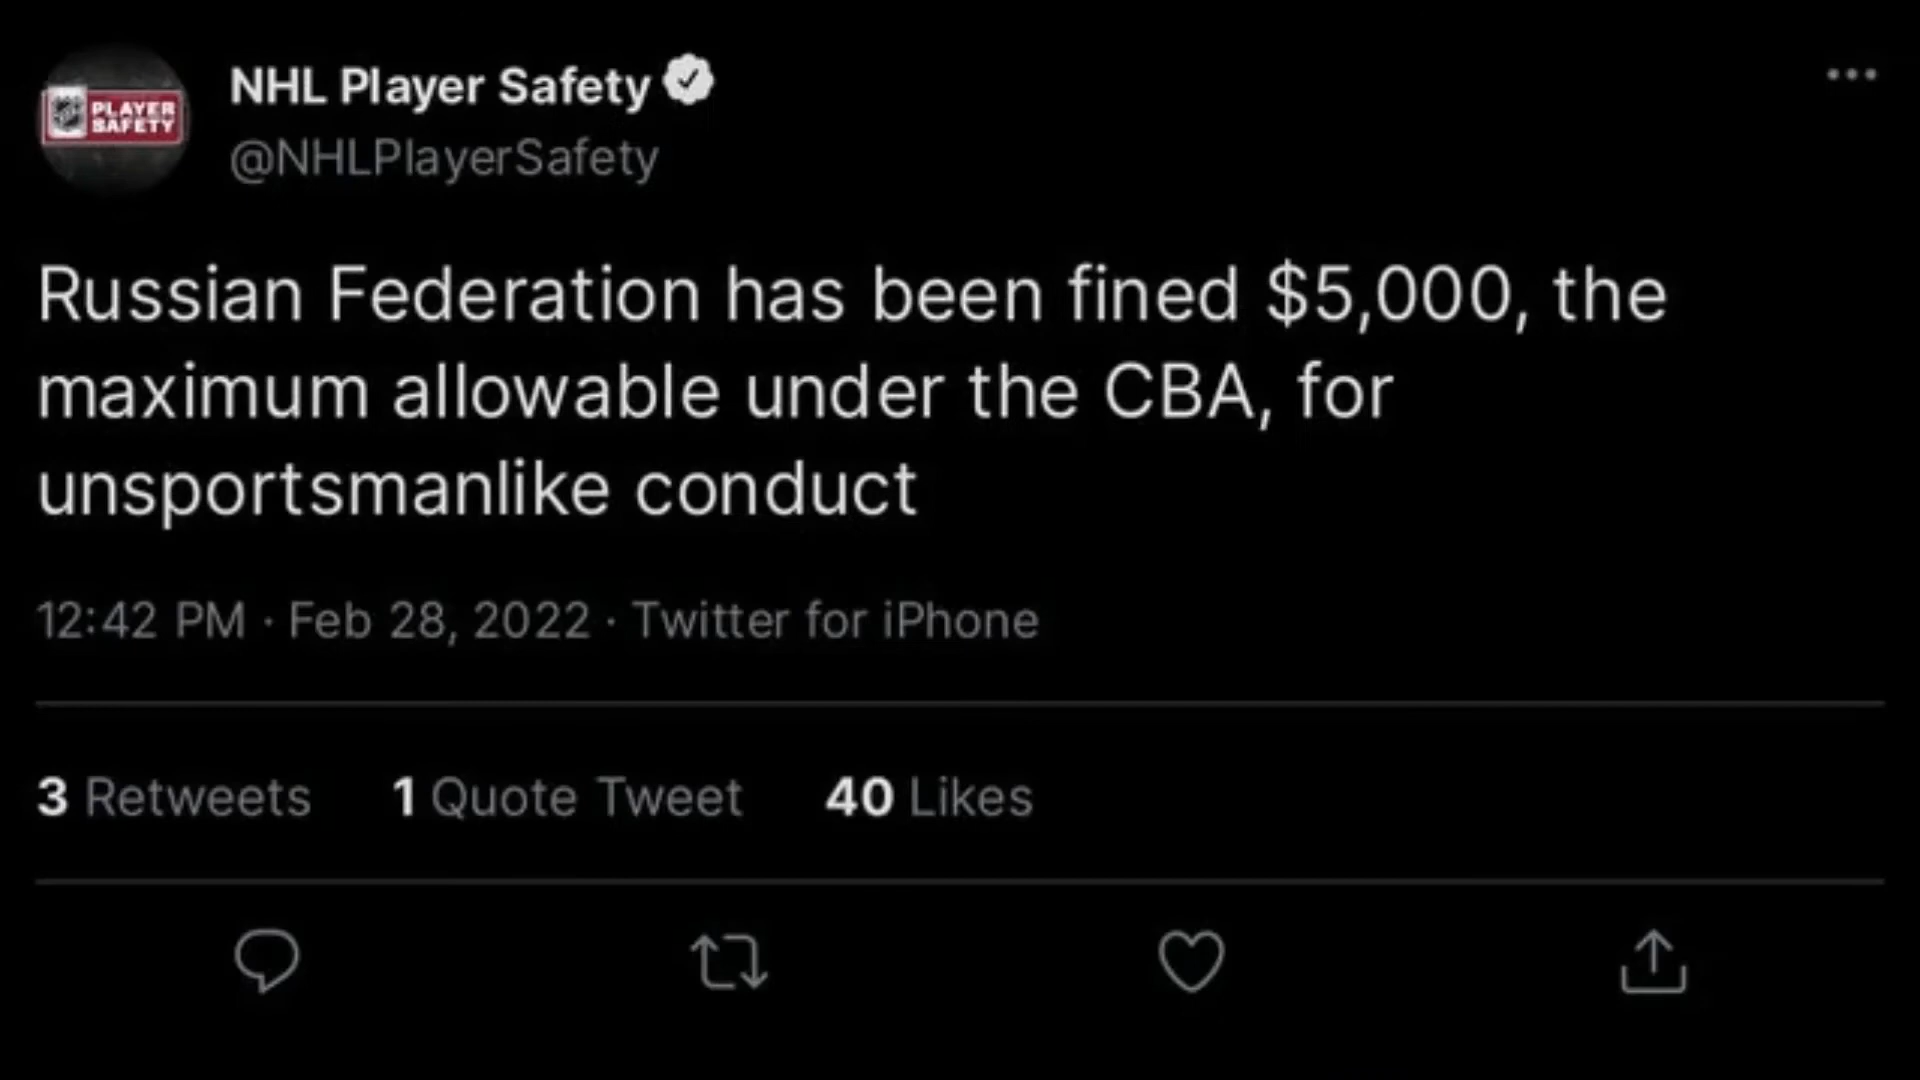 PLAYER
SAFETY
NHL Player Safety
@NHLPlayerSafety
Russian Federation has been fined $5,000, the
maximum allowable under the CBA, for
unsportsmanlike conduct
12:42 PM · Feb 28, 2022 · Twitter for iPhone
3 Retweets 1 Quote Tweet 40 Likes